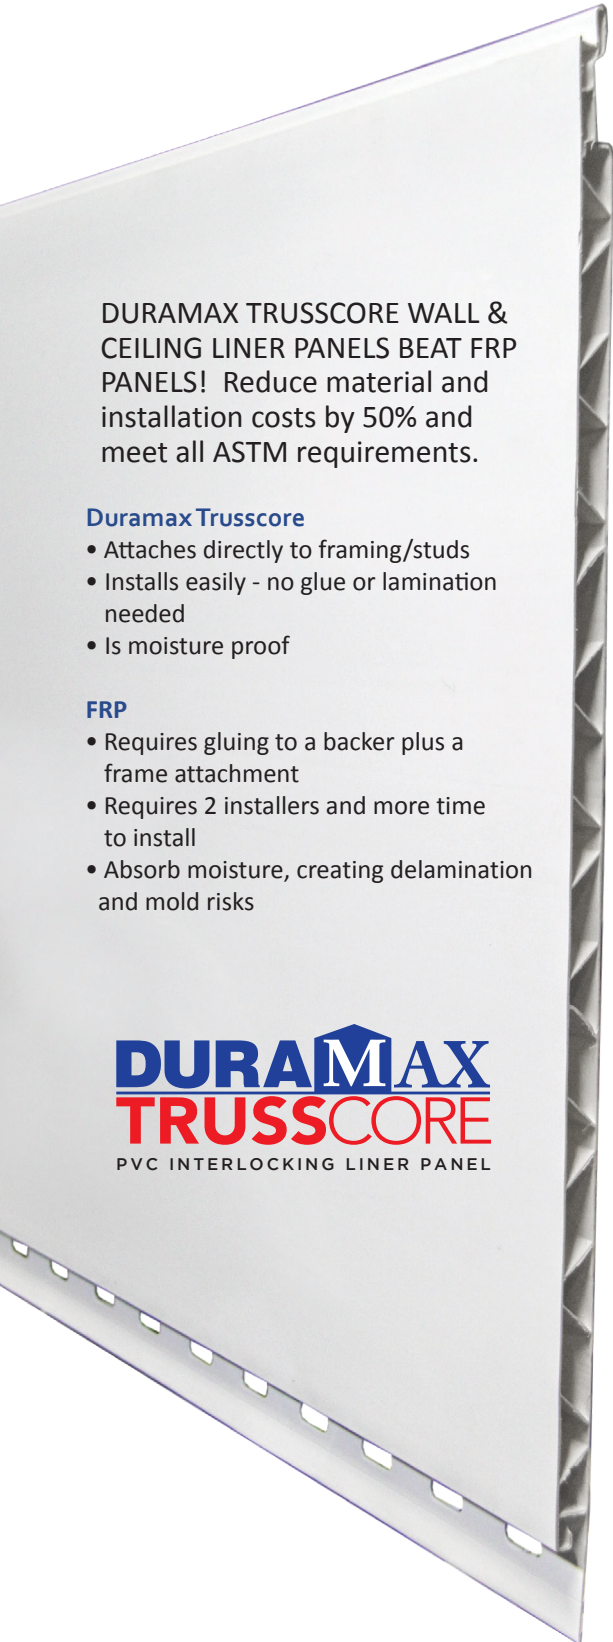 DURAMAX TRUSSCORE WALL &
CEILING LINER PANELS BEAT FRP
PANELS! Reduce material and
installation costs by 50% and
meet all ASTM requirements.
Duramax Trusscore
• Attaches directly to framing/studs
• Installs easily - no glue or lamination
needed
• Is moisture proof
FRP
• Requires gluing to a backer plus a
frame attachment
• Requires 2 installers and more time
to install
• Absorb moisture, creating delamination
and mold risks
DURAMAX
TRUSSCORE
PVC INTERLOCKING LINER PANEL